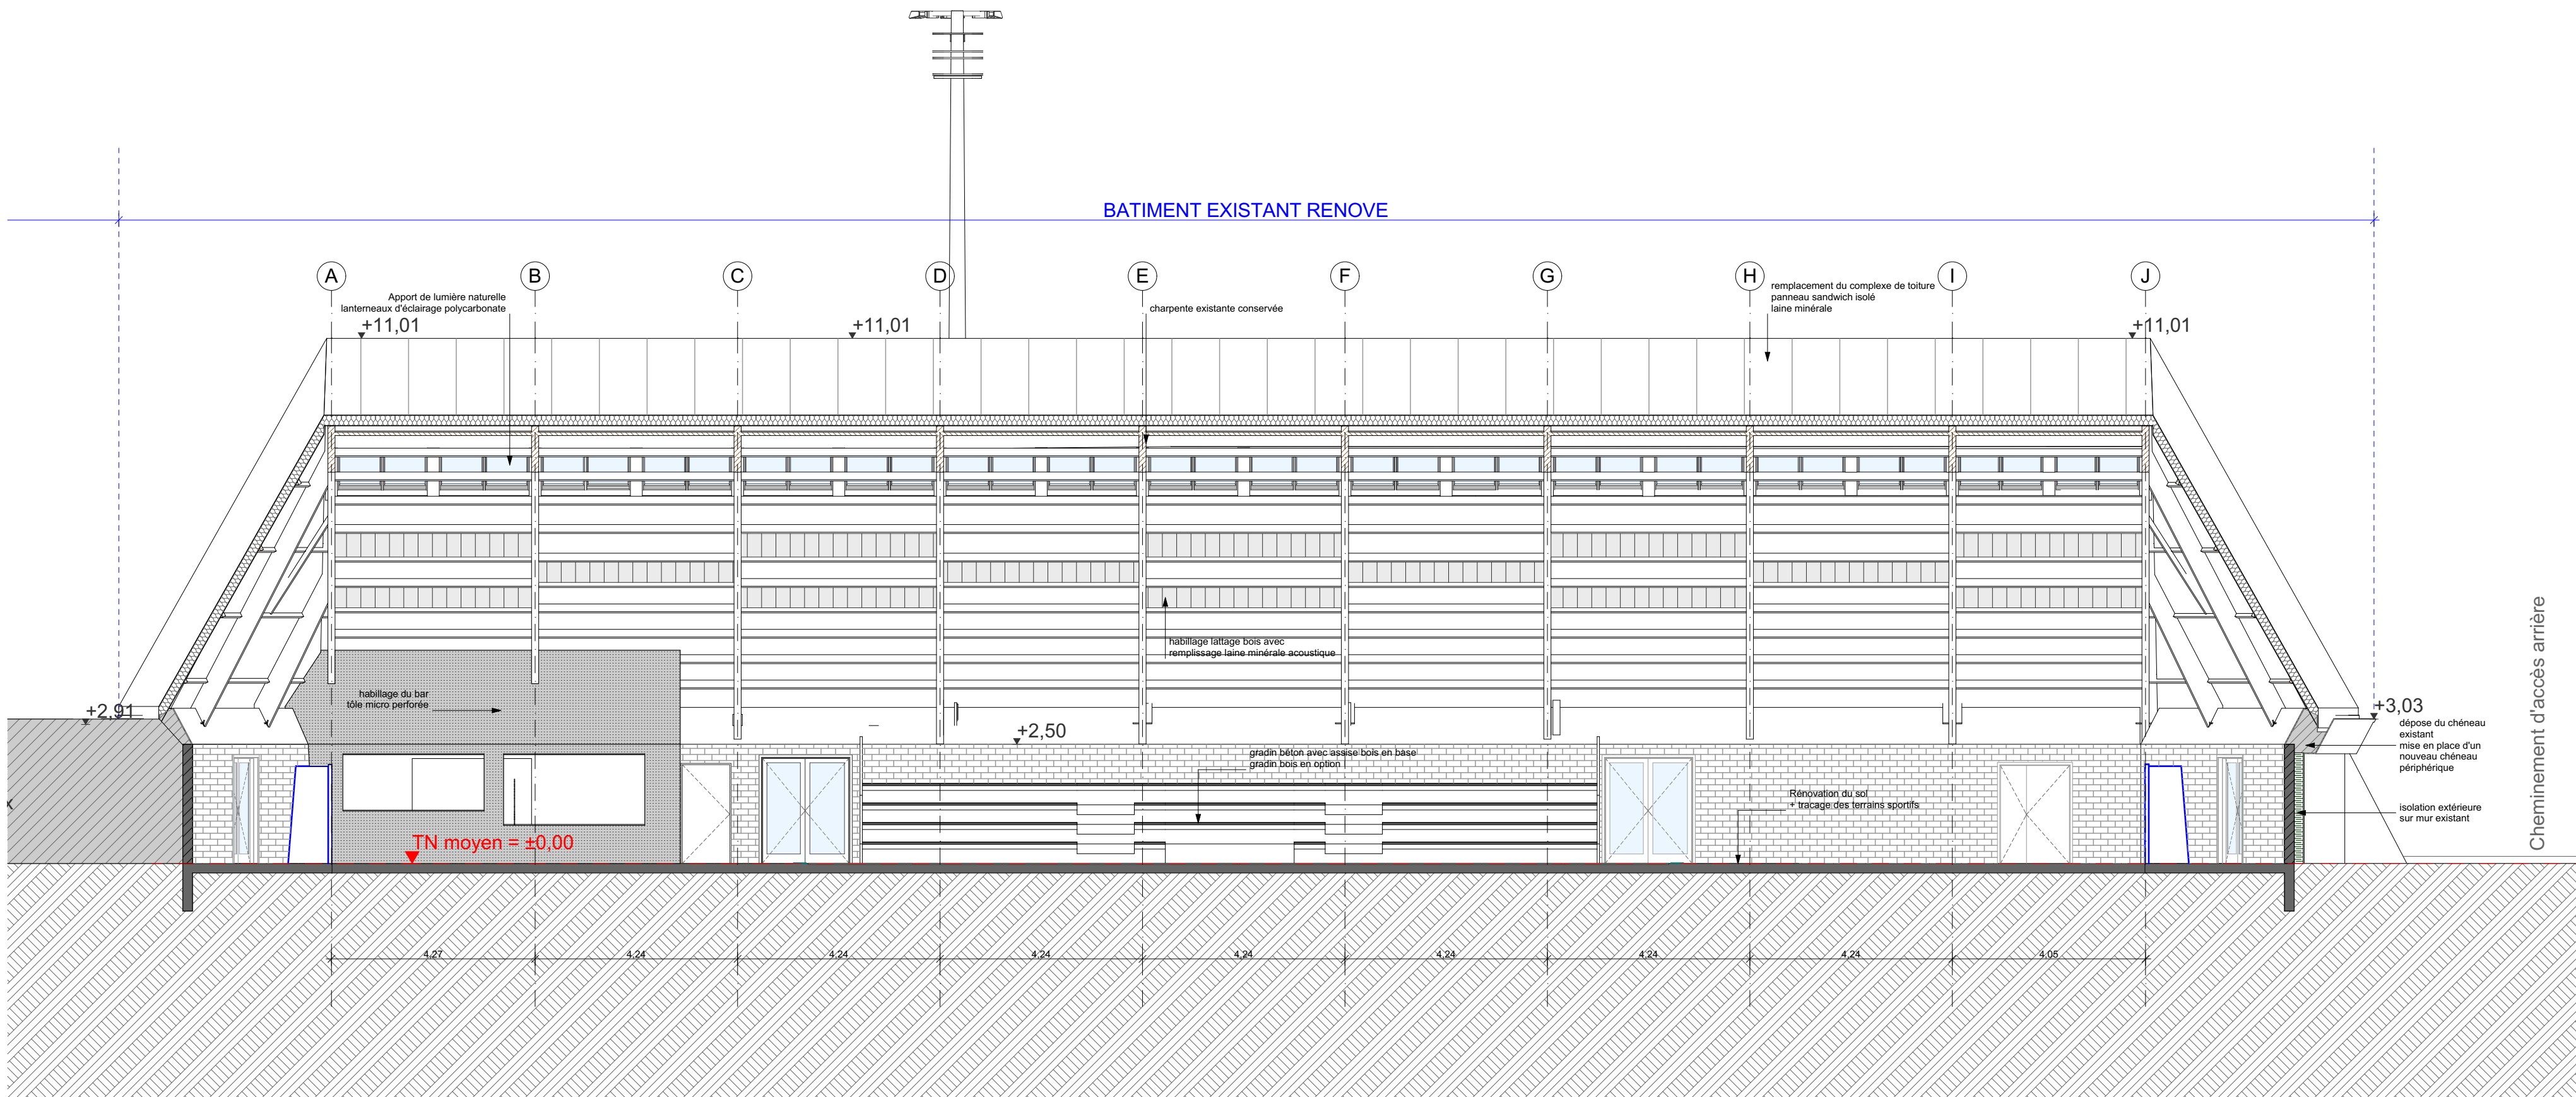 BATIMENT EXISTANT RENOVE
A
B
C
D
E
F
G
H
I
J
Apport de lumière naturelle
lanterneaux d'éclairage polycarbonate
charpente existante conservée
remplacement du complexe de toiture
panneau sandwich isolé
laine minérale
+11,01
+11,01
+11,01
habillage lattage bois avec
remplissage laine minérale acoustique
habillage du bar
tôle micro perforée
+2,91
+2,50
+3,03
dépose du chéneau
existant
mise en place d'un
nouveau chéneau
périphérique
gradin béton avec assise bois en base
gradin bois en option
Rénovation du sol
+ tracage des terrains sportifs
isolation extérieure
sur mur existant
x
TN moyen = ±0,00
Cheminement d'accès arrière
4,27
4,24
4,24
4,24
4,24
4,24
4,24
4,24
4,05